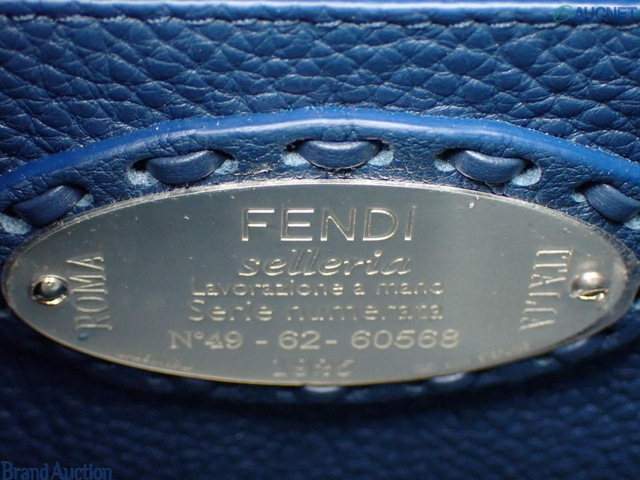 AUCNET
FENDI
selleria
Lavorazione a mano
Serie numerata
N°49 - 62 - 60568
ROMA
ITALIA
Brand Auction